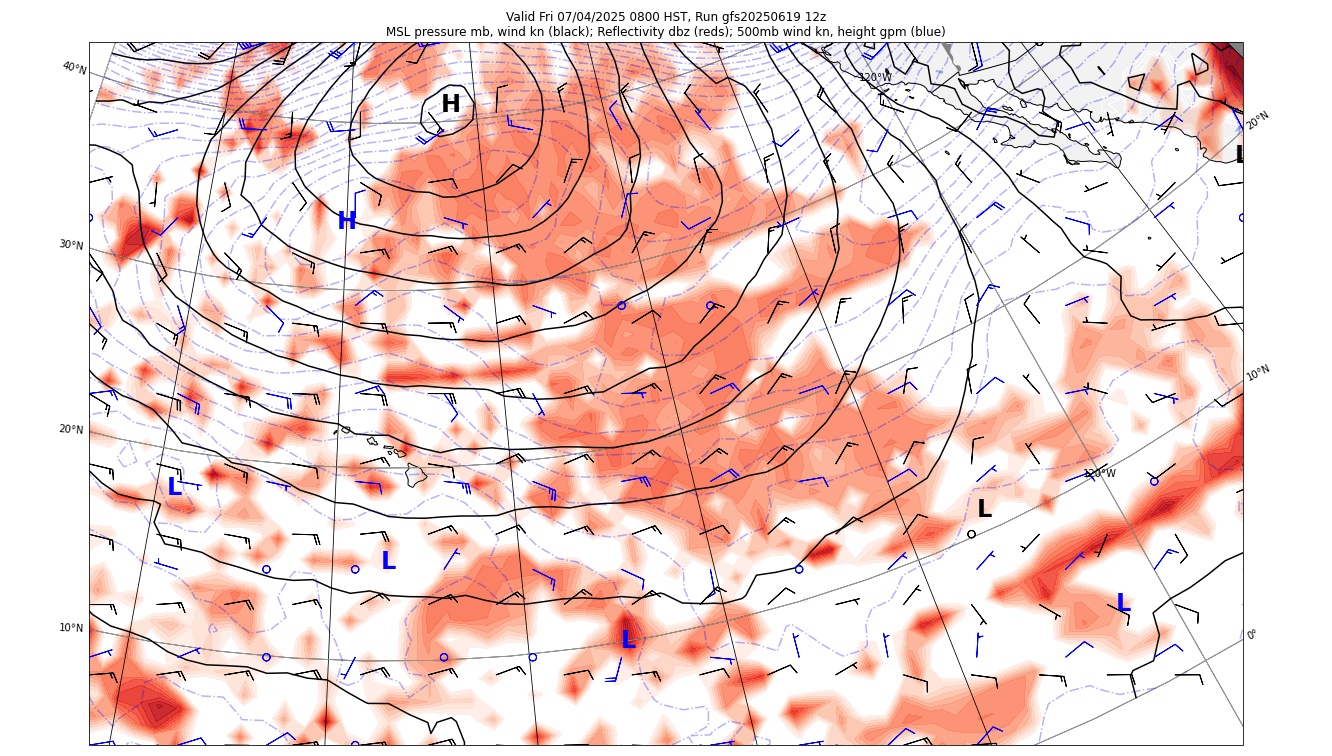 Valid Fri 07/04/2025 0800 HST, Run gfs20250619 12z
MSL pressure mb, wind kn (black); Reflectivity dbz (reds); 500mb wind kn, height gpm (blue)
40°N
120°W
H
20°N
L
H
30°N
10°N
20°N
120°W
L
L
L
L
10°N
L
0°